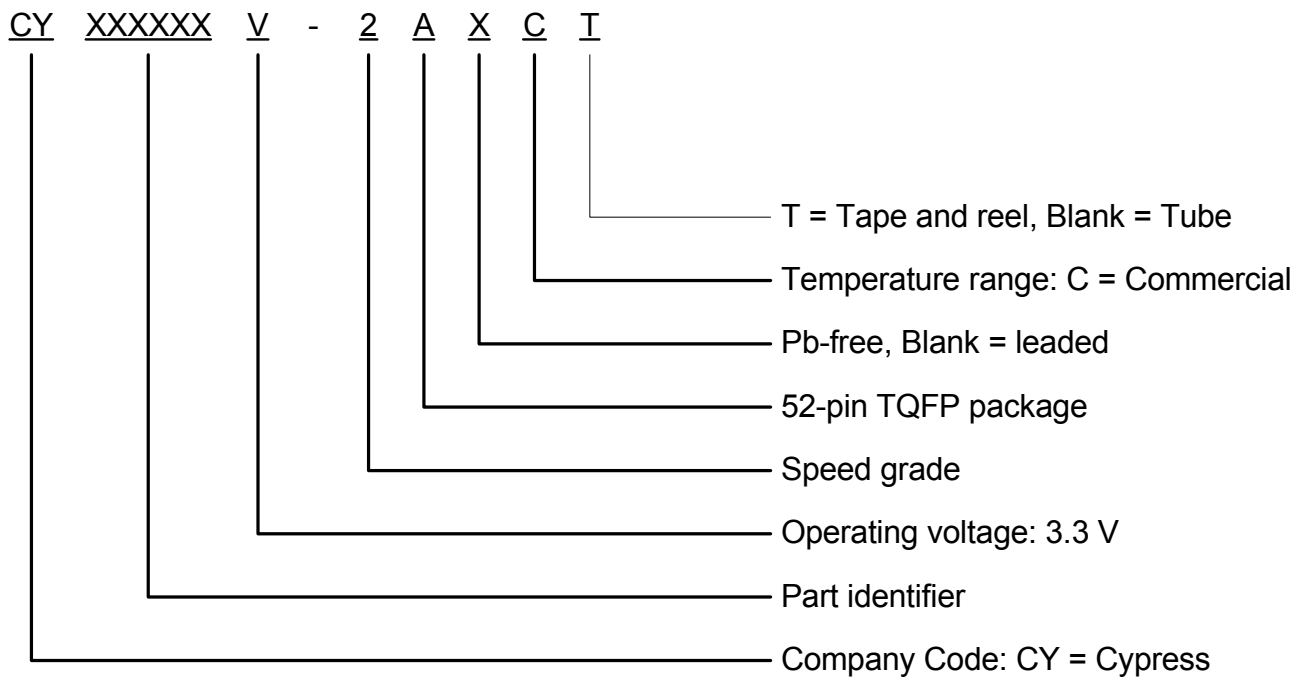 CY XXXXXX V - 2 A X C T
T = Tape and reel, Blank = Tube
Temperature range: C = Commercial
Pb-free, Blank = leaded
52-pin TQFP package
Speed grade
Operating voltage: 3.3 V
Part identifier
Company Code: CY = Cypress